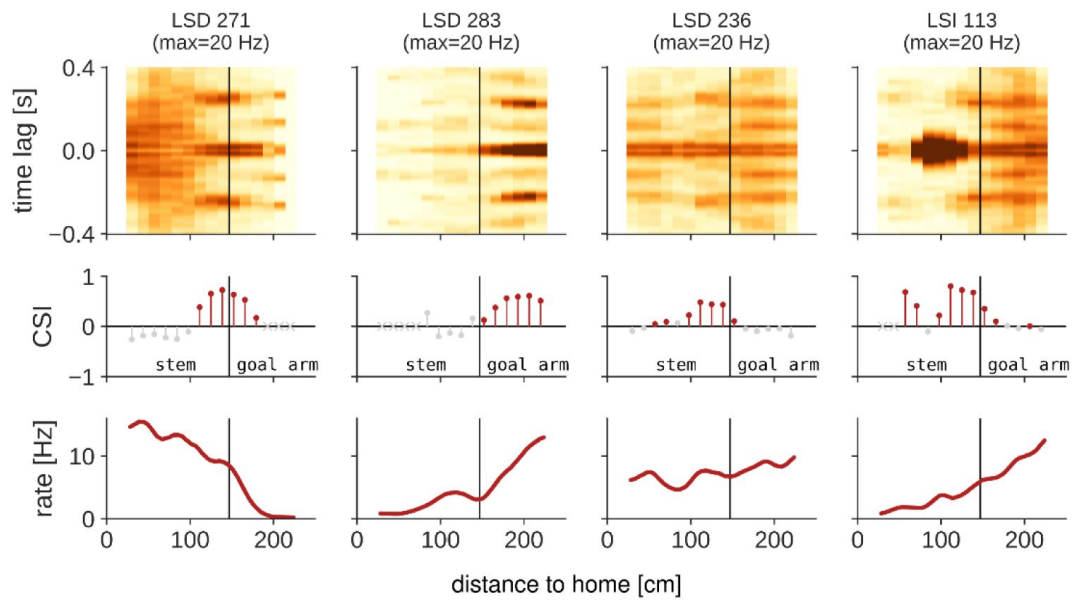 LSD 271 LSD 283 LSD 236 LSI 113
(max=20 Hz) (max=20 Hz) (max=20 Hz) (max=20 Hz)
time lag [s]
0.4
0.0
−0.4
CSI
1
0
−1
stem goal arm stem goal arm stem goal arm stem goal arm
rate [Hz]
10
0
0 100 200 0 100 200 0 100 200 0 100 200
distance to home [cm]